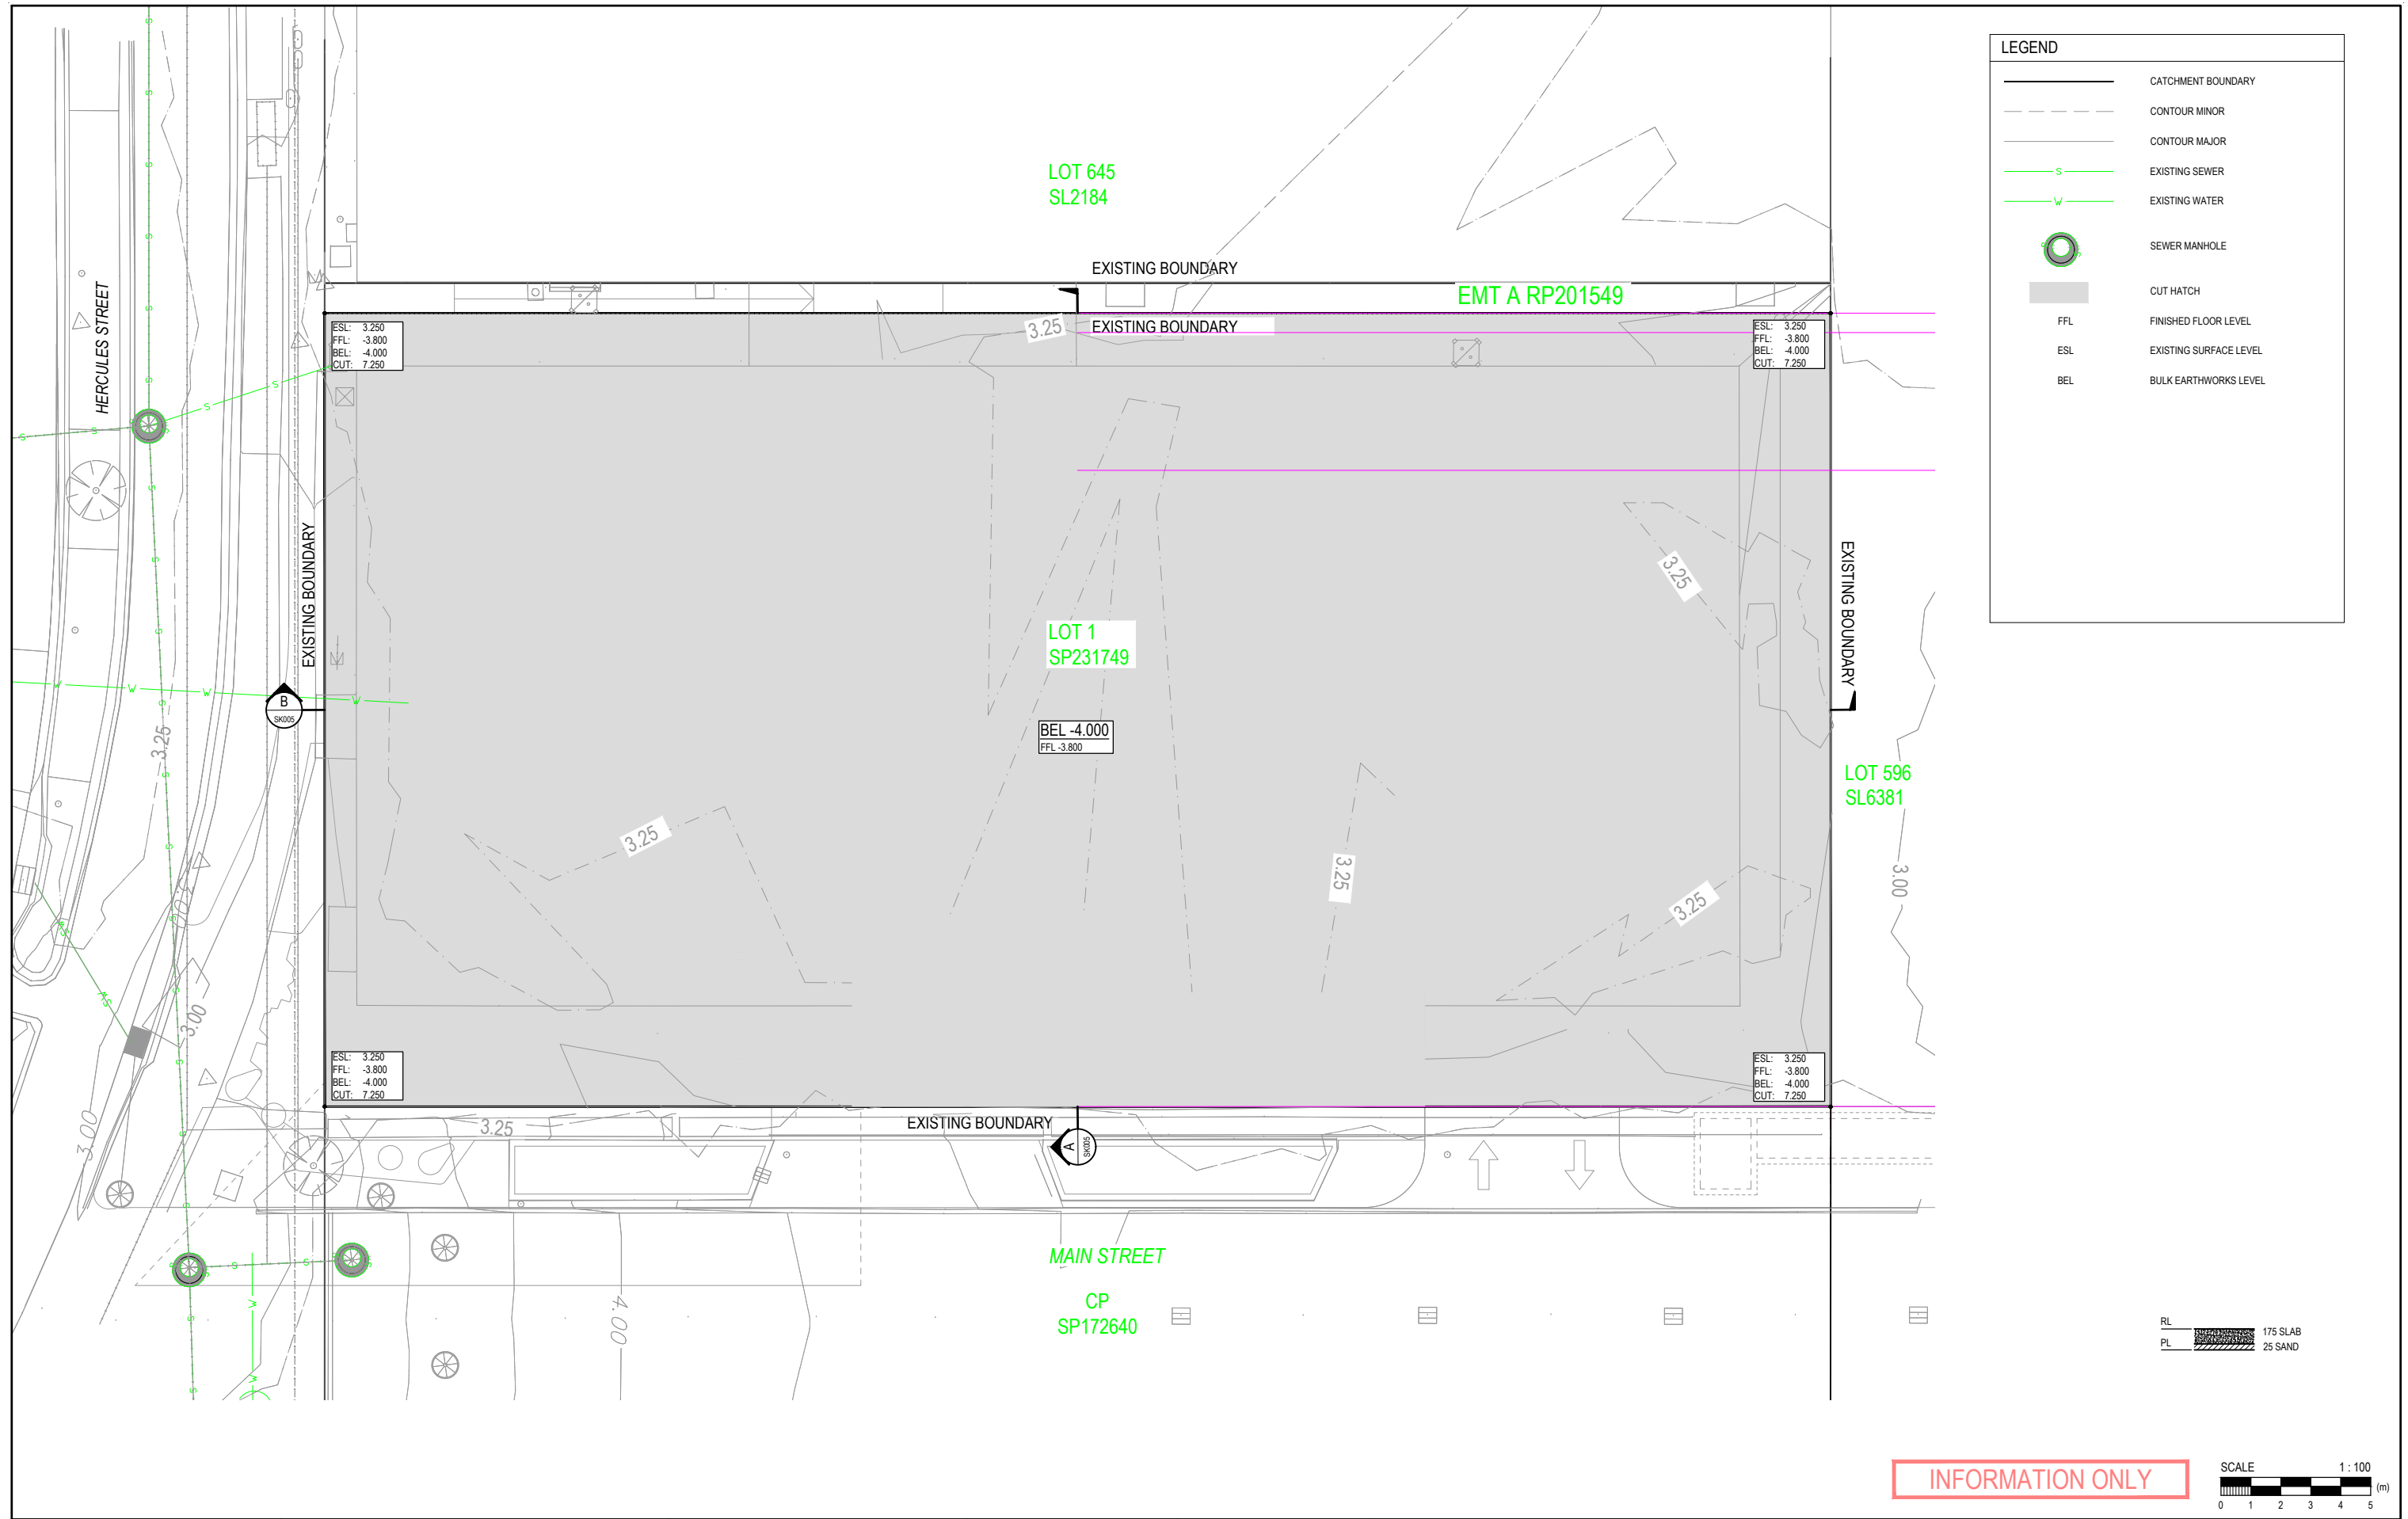 LEGEND
CATCHMENT BOUNDARY
CONTOUR MINOR
CONTOUR MAJOR
S EXISTING SEWER
W EXISTING WATER
SEWER MANHOLE
CUT HATCH
FFL FINISHED FLOOR LEVEL
ESL EXISTING SURFACE LEVEL
BEL BULK EARTHWORKS LEVEL
LOT 645
SL2184
EXISTING BOUNDARY
EMT A RP201549
EXISTING BOUNDARY
3.25
HERCULES STREET
ESL: 3.250
FFL: -3.800
BEL: -4.000
CUT: 7.250
ESL: 3.250
FFL: -3.800
BEL: -4.000
CUT: 7.250
EXISTING BOUNDARY
EXISTING BOUNDARY
3.25
LOT 1
SP231749
B
SK005
BEL -4.000
FFL -3.800
3.25
LOT 596
SL6381
3.25
3.25
3.25
3.00
3.00
3.00
ESL: 3.250
FFL: -3.800
BEL: -4.000
CUT: 7.250
ESL: 3.250
FFL: -3.800
BEL: -4.000
CUT: 7.250
3.25
EXISTING BOUNDARY
A
SK005
MAIN STREET
CP
SP172640
4.00
RL
PL
175 SLAB
25 SAND
INFORMATION ONLY
SCALE 1 : 100
0 1 2 3 4 5 (m)